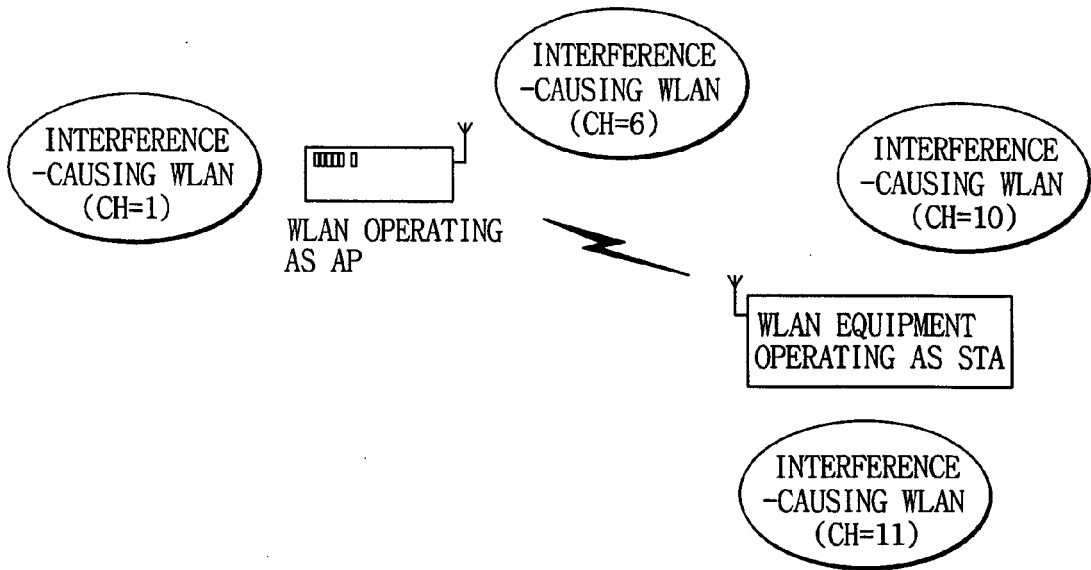 INTERFERENCE
-CAUSING WLAN
(CH=6)
INTERFERENCE
-CAUSING WLAN
(CH=1)
INTERFERENCE
-CAUSING WLAN
(CH=10)
WLAN OPERATING
AS AP
WLAN EQUIPMENT
OPERATING AS STA
INTERFERENCE
-CAUSING WLAN
(CH=11)